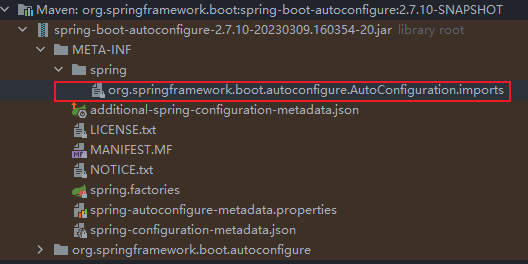 Maven: org.springframework.boot:spring-boot-autoconfigure:2.7.10-SNAPSHOT
spring-boot-autoconfigure-2.7.10-20230309.160354-20.jar library root
META-INF
spring
org.springframework.boot.autoconfigure.AutoConfiguration.imports
additional-spring-configuration-metadata.json
LICENSE.txt
MF MANIFEST.MF
NOTICE.txt
spring.factories
spring-autoconfigure-metadata.properties
spring-configuration-metadata.json
org.springframework.boot.autoconfigure